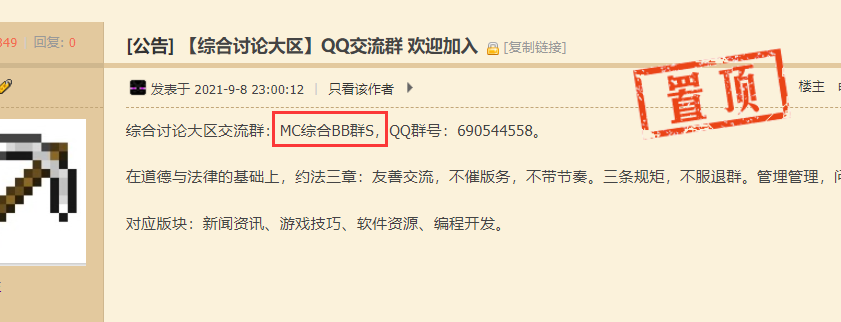 349 回复: 0
[公告] 【综合讨论大区】QQ交流群 欢迎加入 [复制链接]
发表于 2021-9-8 23:00:12 | 只看该作者
楼主
置顶
综合讨论大区交流群：MC综合BB群S，QQ群号：690544558。
在道德与法律的基础上，约法三章：友善交流，不催版务，不带节奏。三条规矩，不服退群。管埋管理，
对应版块：新闻资讯、游戏技巧、软件资源、编程开发。